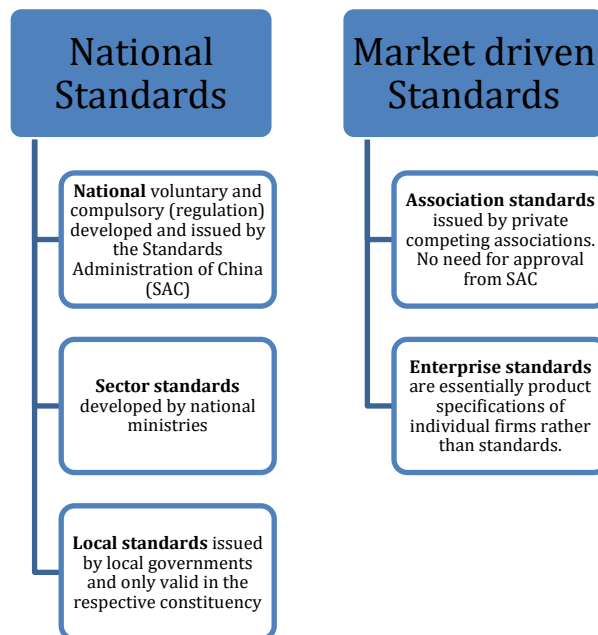 National
Standards
National voluntary and
compulsory (regulation)
developed and issued by
the Standards
Administration of China
(SAC)
Sector standards
developed by national
ministries
Local standards issued
by local governments
and only valid in the
respective constituency
Market driven
Standards
Association standards
issued by private
competing associations.
No need for approval
from SAC
Enterprise standards
are essentially product
specifications of
individual firms rather
than standards.